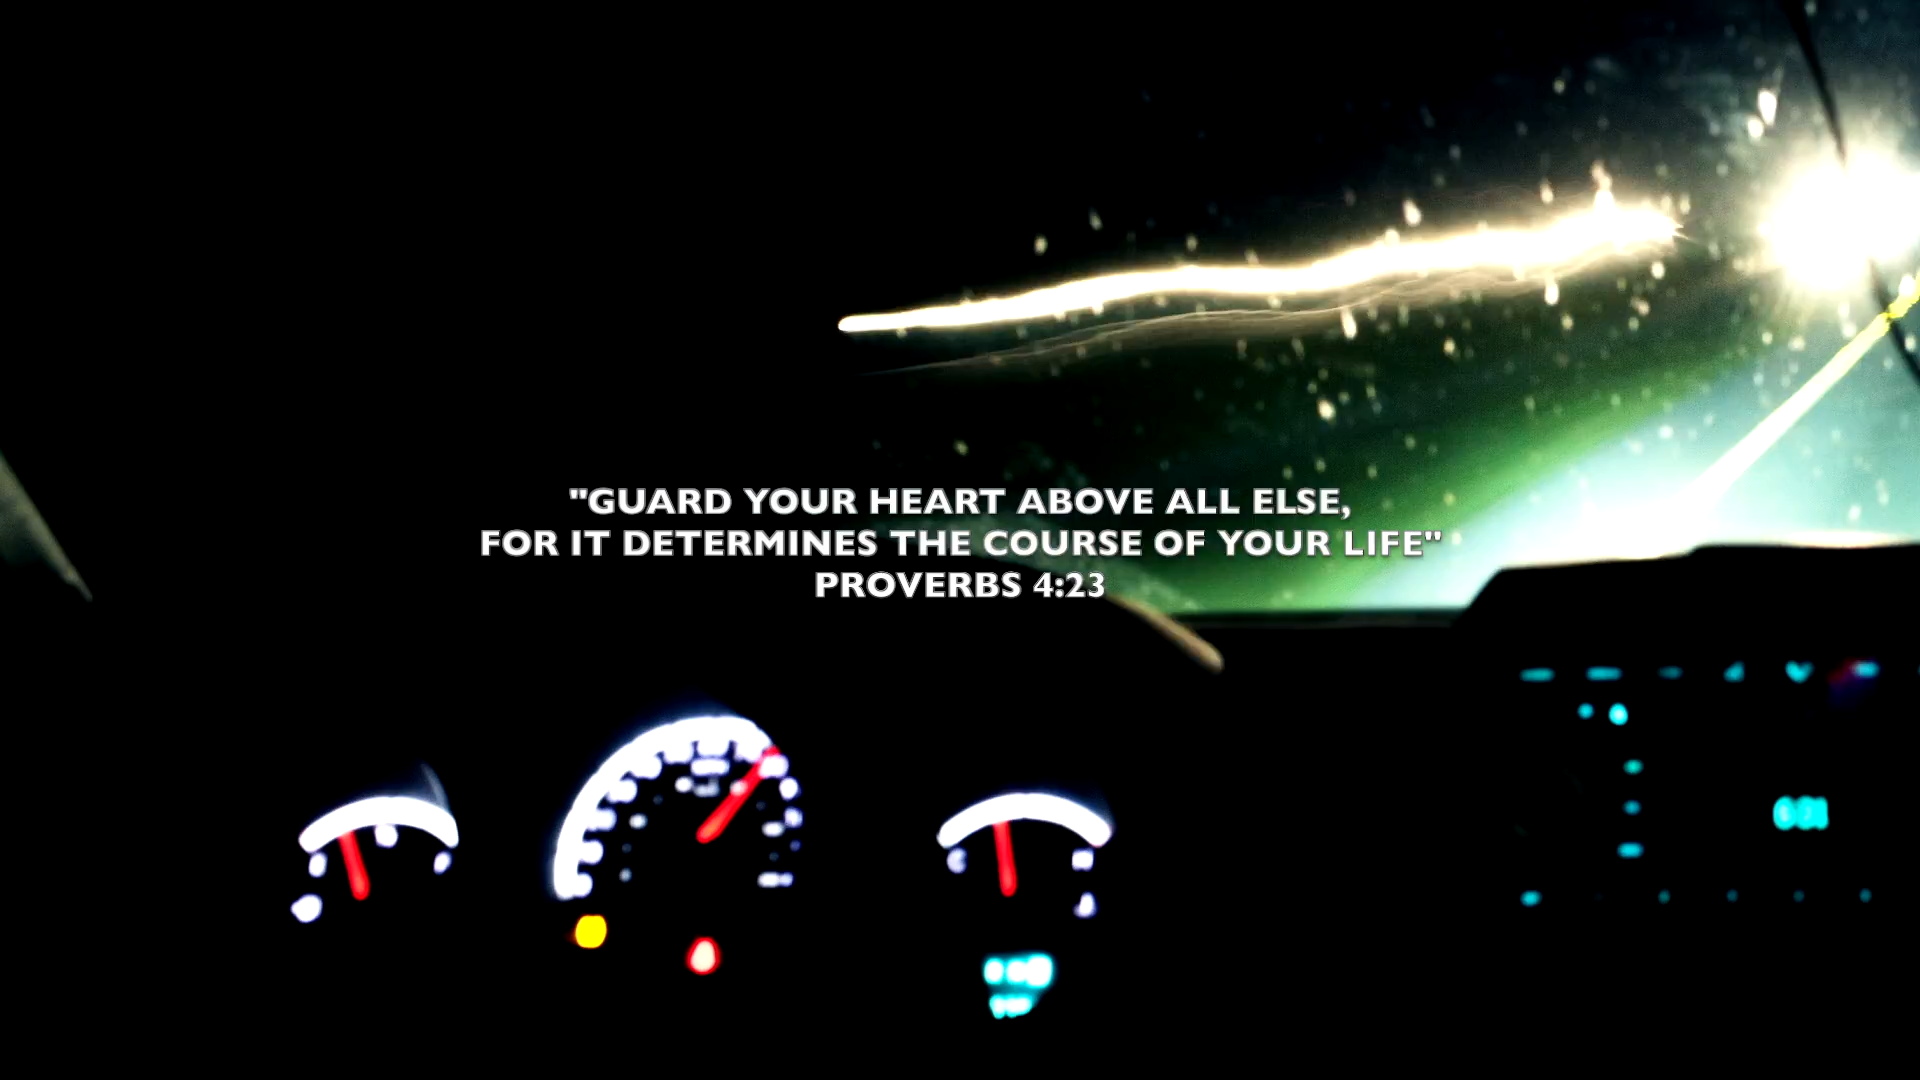 "GUARD YOUR HEART ABOVE ALL ELSE,
FOR IT DETERMINES THE COURSE OF YOUR LIFE"
PROVERBS 4:23